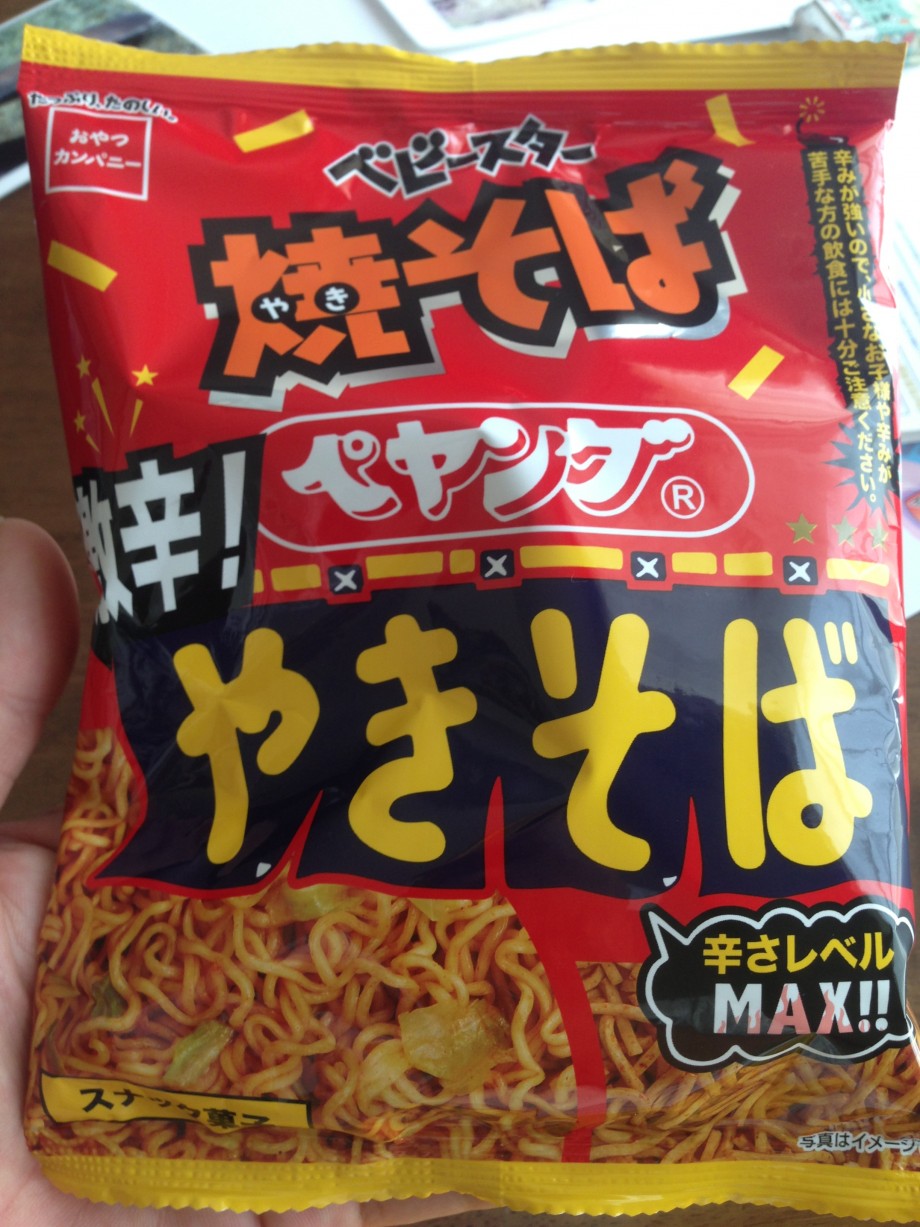 たっぷり、たのしい。
おやつ
カンパニー
ベビースター
焼そば
やき
辛みが強いので、小さなお子様や辛みが
苦手な方の飲食には十分ご注意ください。
激辛!
ペヤング®
やきそば
辛さレベル
MAX!!
スナック菓子
写真はイメージ